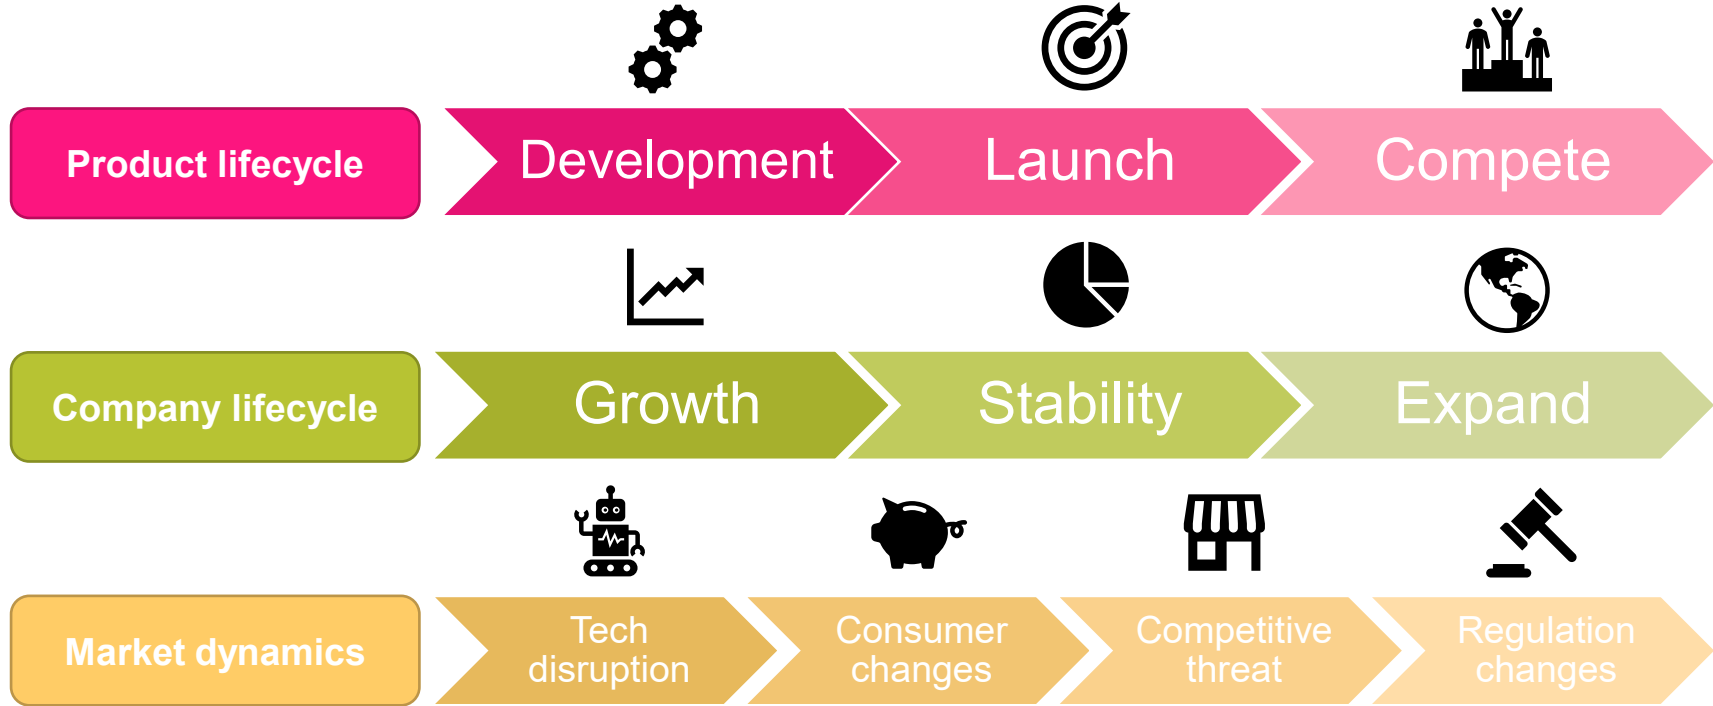 Product lifecycle
Development
Launch
Compete
Company lifecycle
Growth
Stability
Expand
Market dynamics
Tech
disruption
Consumer
changes
Competitive
threat
Regulation
changes